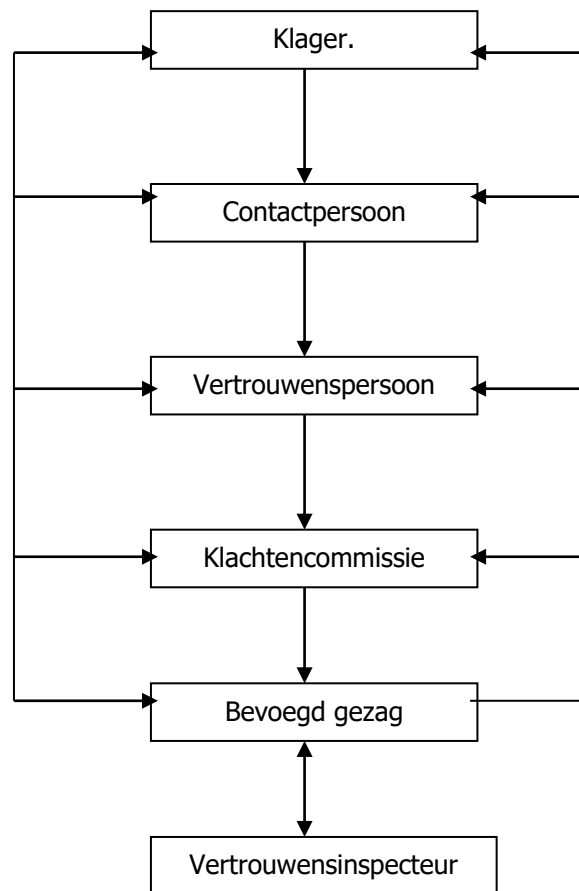 Klager.
Contactpersoon
Vertrouwenspersoon
Klachtencommissie
Bevoegd gezag
Vertrouwensinspecteur